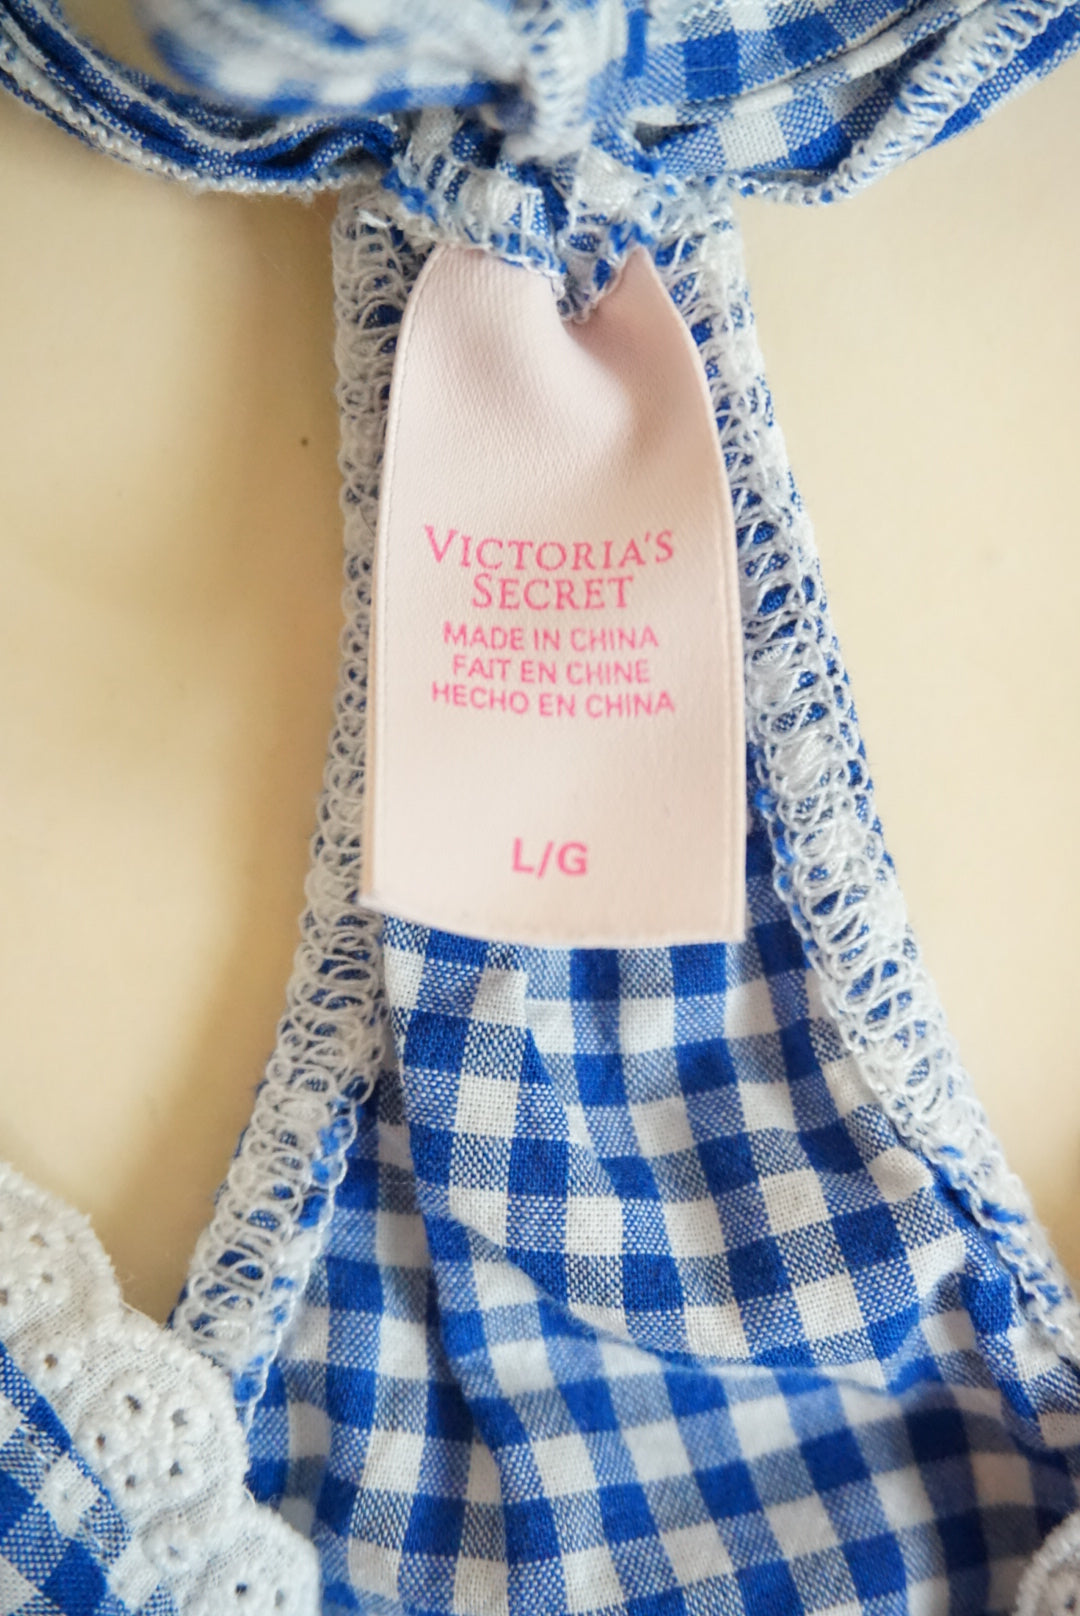 VICTORIA'S
SECRET
MADE IN CHINA
FAIT EN CHINE
HECHO EN CHINA
L/G